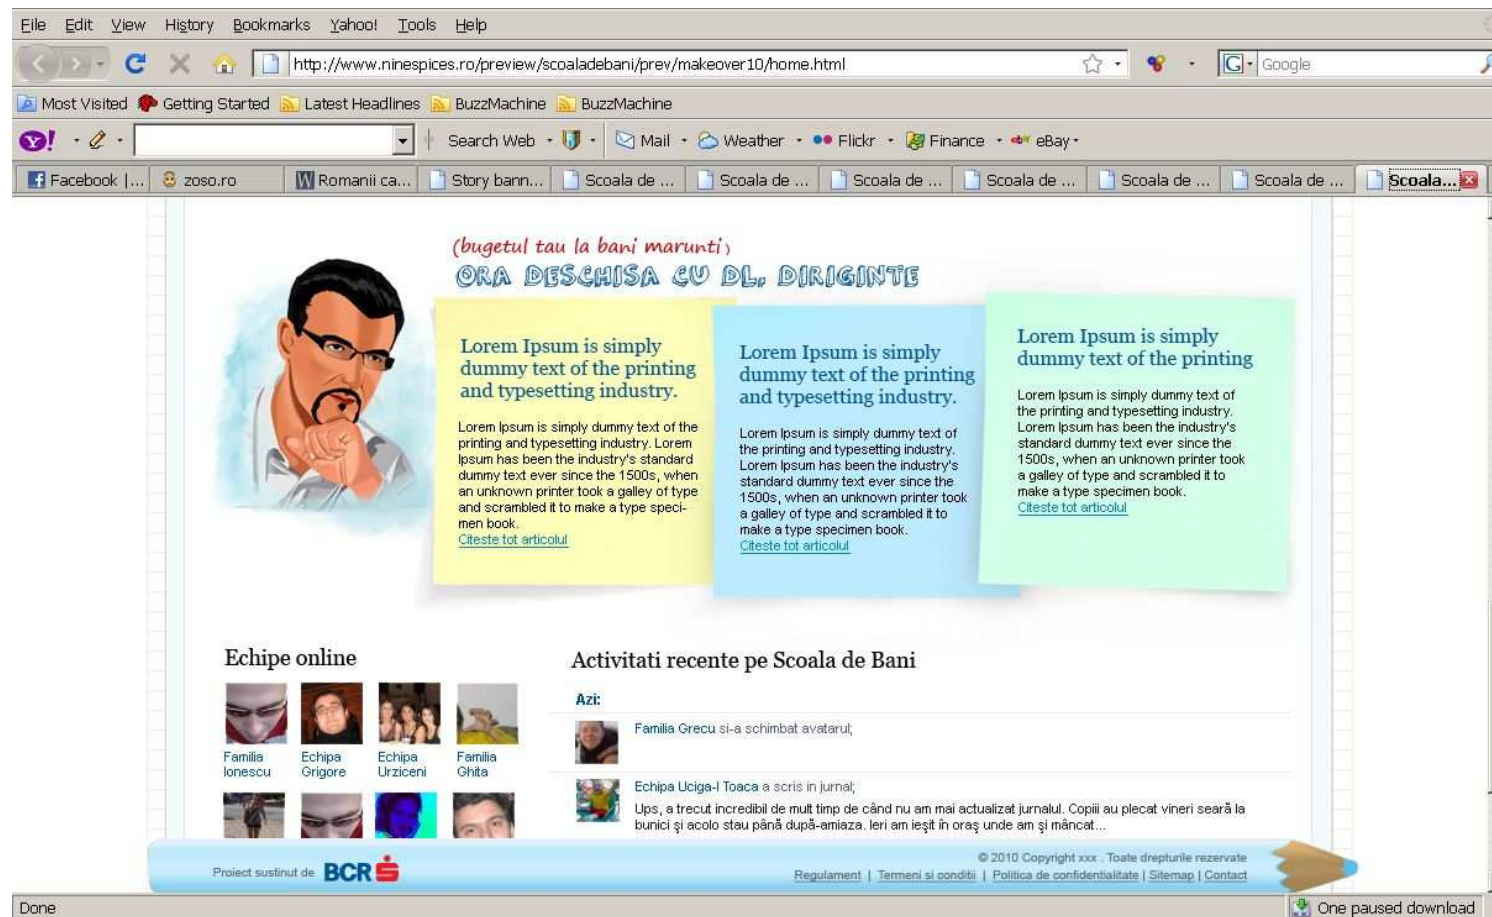 File Edit View History Bookmarks Yahoo! Tools Help
http://www.ninespices.ro/preview/scoaladebani/prev/makeover10/home.html
G Google
Most Visited Getting Started Latest Headlines BuzzMachine BuzzMachine
Y! Search Web Mail Weather Flickr Finance eBay
Facebook |... zoso.ro Romanii ca... Story bann... Scoala de ... Scoala de ... Scoala de ... Scoala de ... Scoala de ... Scoala de ... Scoala...
(bugetul tau la bani marunti)
ORA DESCHISA CU DL. DIRIGINTE
Lorem Ipsum is simply
dummy text of the printing
and typesetting industry.
Lorem Ipsum is simply dummy text of the
printing and typesetting industry. Lorem
Ipsum has been the industry's standard
dummy text ever since the 1500s, when
an unknown printer took a galley of type
and scrambled it to make a type speci-
men book.
Citeste tot articolul
Lorem Ipsum is simply
dummy text of the printing
and typesetting industry.
Lorem Ipsum is simply dummy text of
the printing and typesetting industry.
Lorem Ipsum has been the industry's
standard dummy text ever since the
1500s, when an unknown printer took
a galley of type and scrambled it to
make a type specimen book.
Citeste tot articolul
Lorem Ipsum is simply
dummy text of the printing
Lorem Ipsum is simply dummy text of
the printing and typesetting industry.
Lorem Ipsum has been the industry's
standard dummy text ever since the
1500s, when an unknown printer took
a galley of type and scrambled it to
make a type specimen book.
Citeste tot articolul
Echipe online
Familia Ionescu
Echipa Grigore
Echipa Urziceni
Familia Ghita
Activitati recente pe Scoala de Bani
Azi:
Familia Grecu si-a schimbat avatarul;
Echipa Uciga-l Toaca a scris in jurnal;
Ups, a trecut incredibil de mult timp de când nu am mai actualizat jurnalul. Copiii au plecat vineri seară la
bunici şi acolo stau până după-amiaza. Ieri am ieşit în oraş unde am şi mâncat...
Proiect sustinut de BCR
© 2010 Copyright xxx . Toate drepturile rezervate
Regulament | Termeni si conditii | Politica de confidentialitate | Sitemap | Contact
Done
One paused download